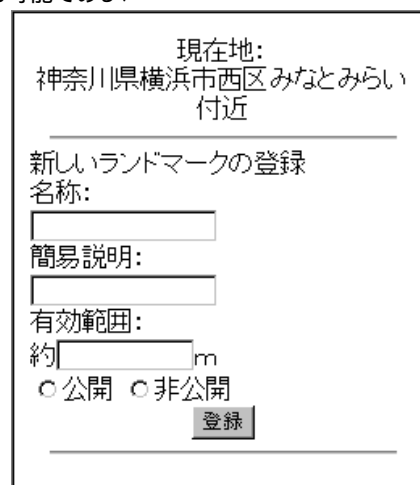 現在地:
神奈川県横浜市西区みなとみらい
付近
新しいランドマークの登録
名称:
簡易説明:
有効範囲:
約 m
公開 非公開
登録